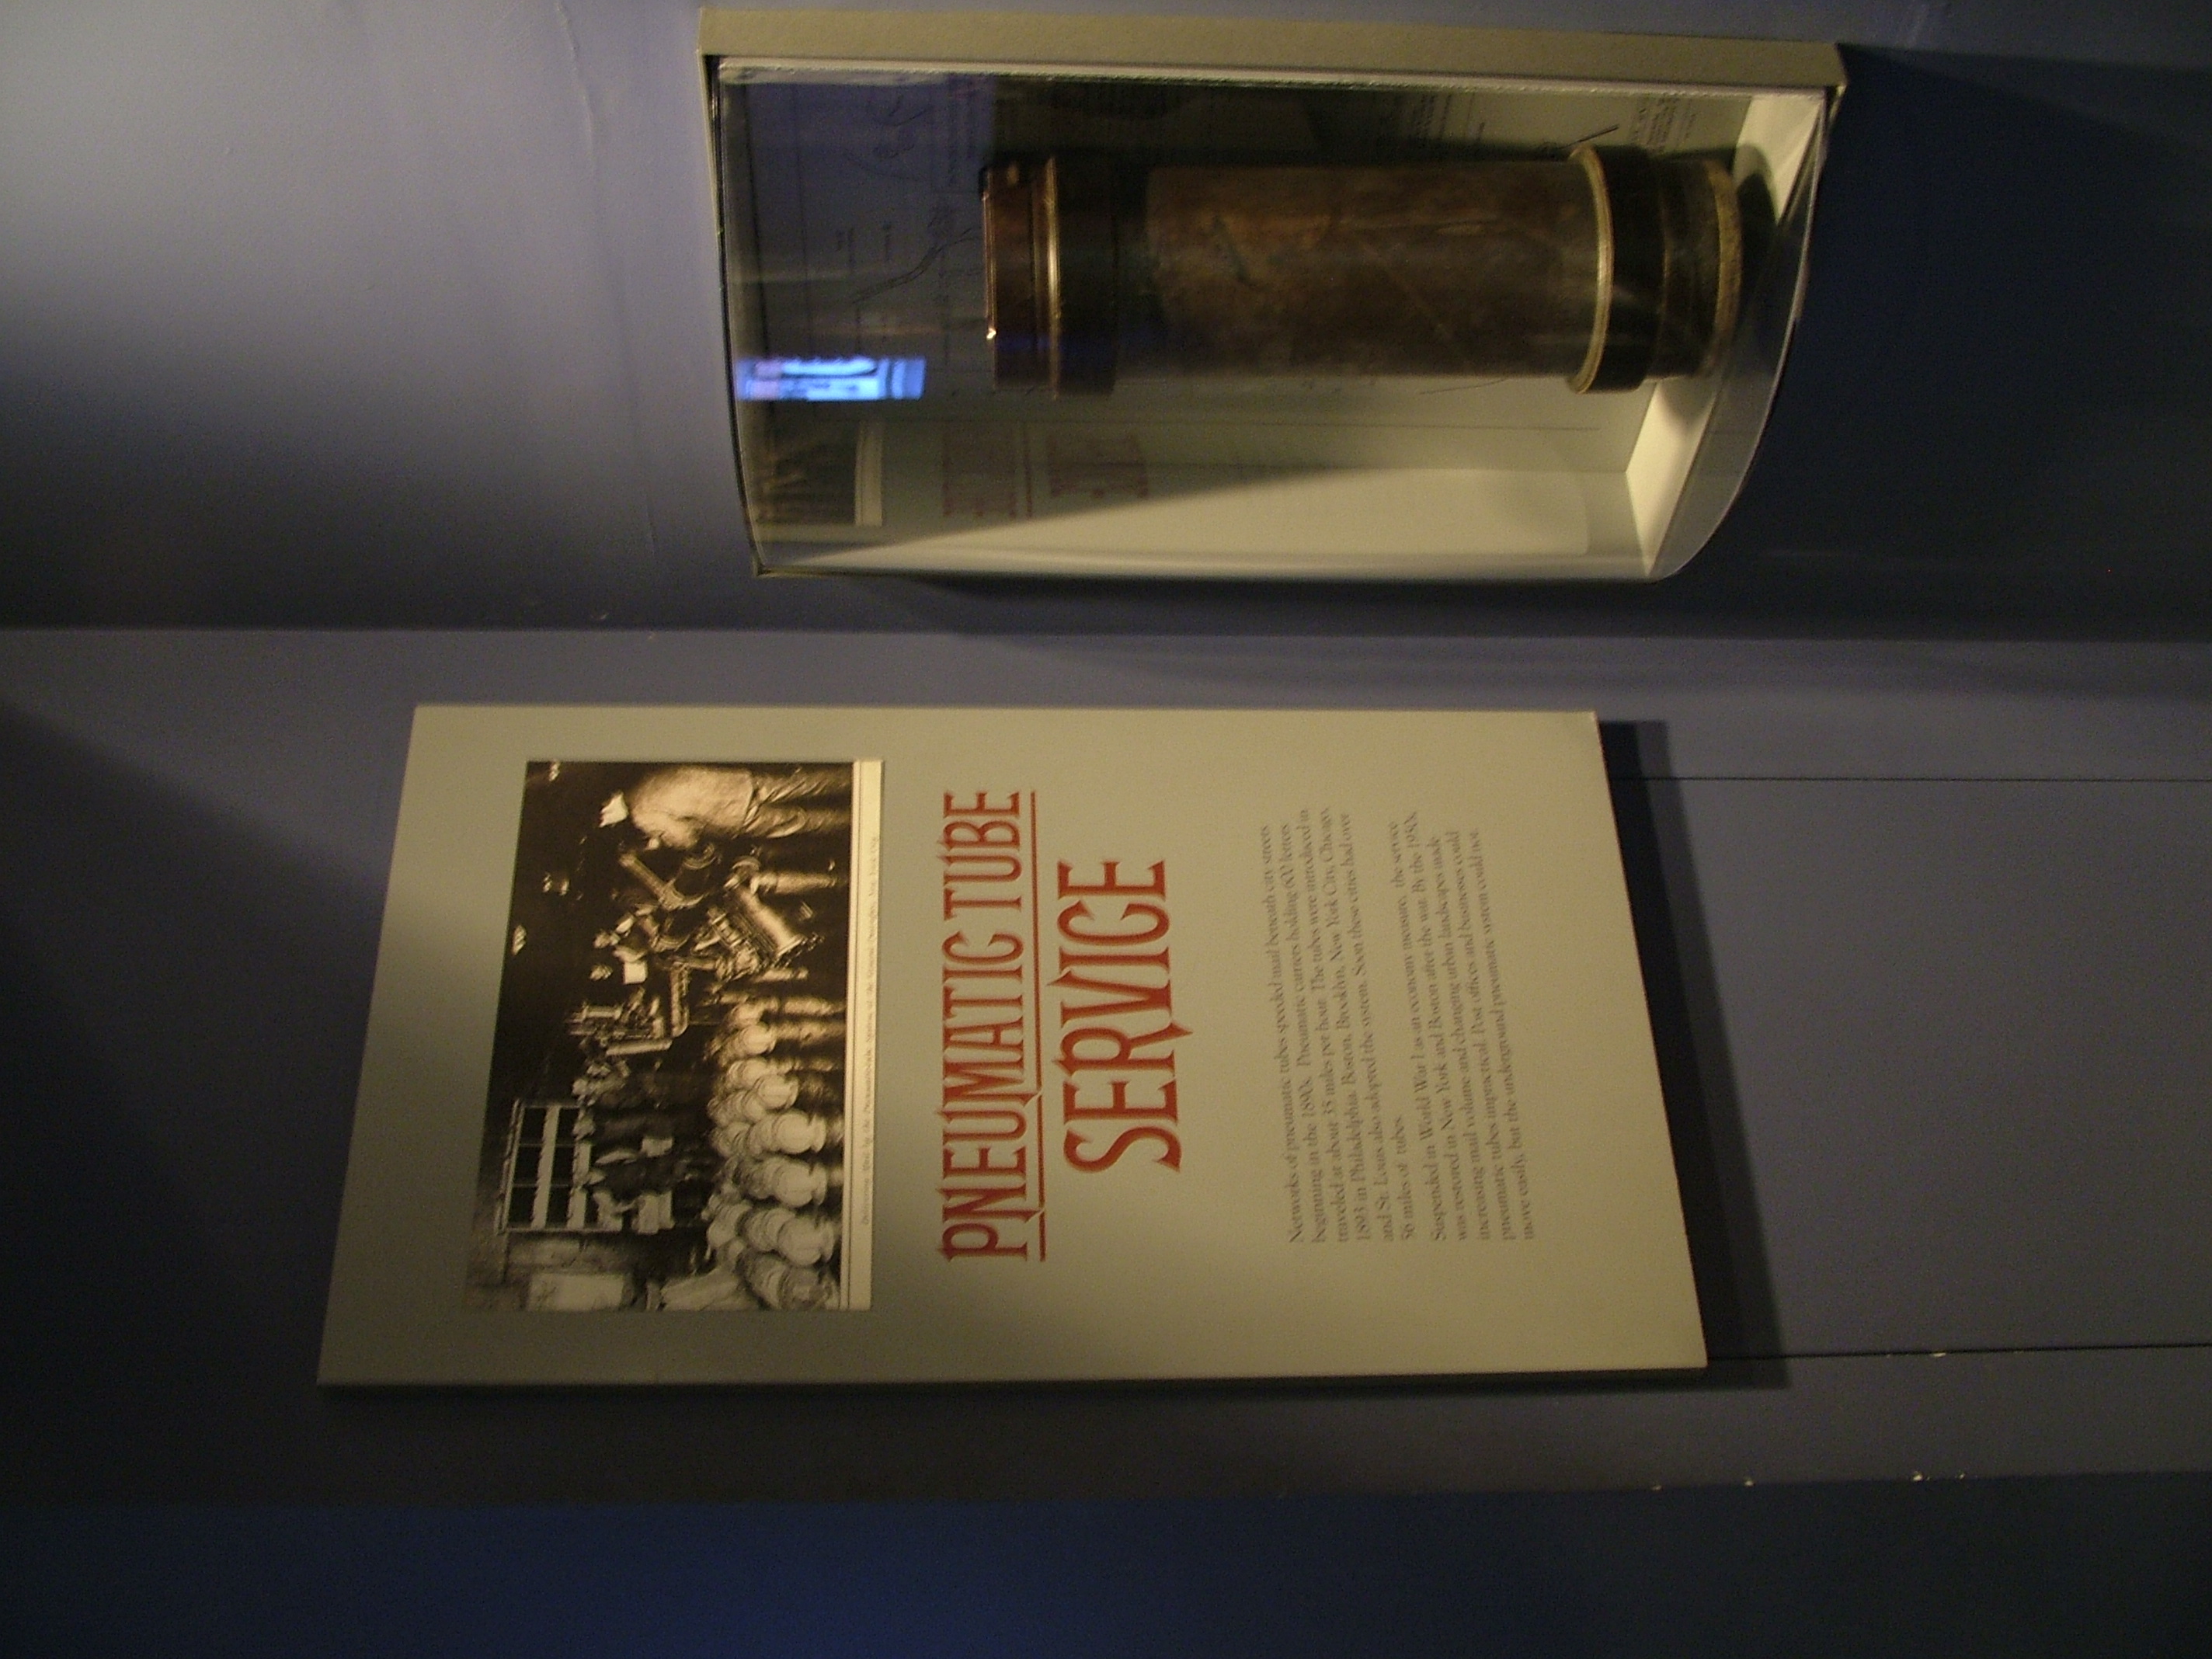 PNEUMATIC TUBE
SERVICE
Networks of pneumatic tubes speeded mail beneath city streets
beginning in the 1890s. Pneumatic carriers holding 600 letters
traveled at about 35 miles per hour. The tubes were introduced in
1893 in Philadelphia. Boston, Brooklyn, New York City, Chicago,
and St. Louis also adopted the system. Soon these cities had over
56 miles of tubes.
Suspended in World War I as an economy measure, the service
was restored in New York and Boston after the war. By the 1950s,
increasing mail volume and changing urban landscapes made
pneumatic tubes impractical. Post offices and businesses could
move easily, but the underground pneumatic system could not.